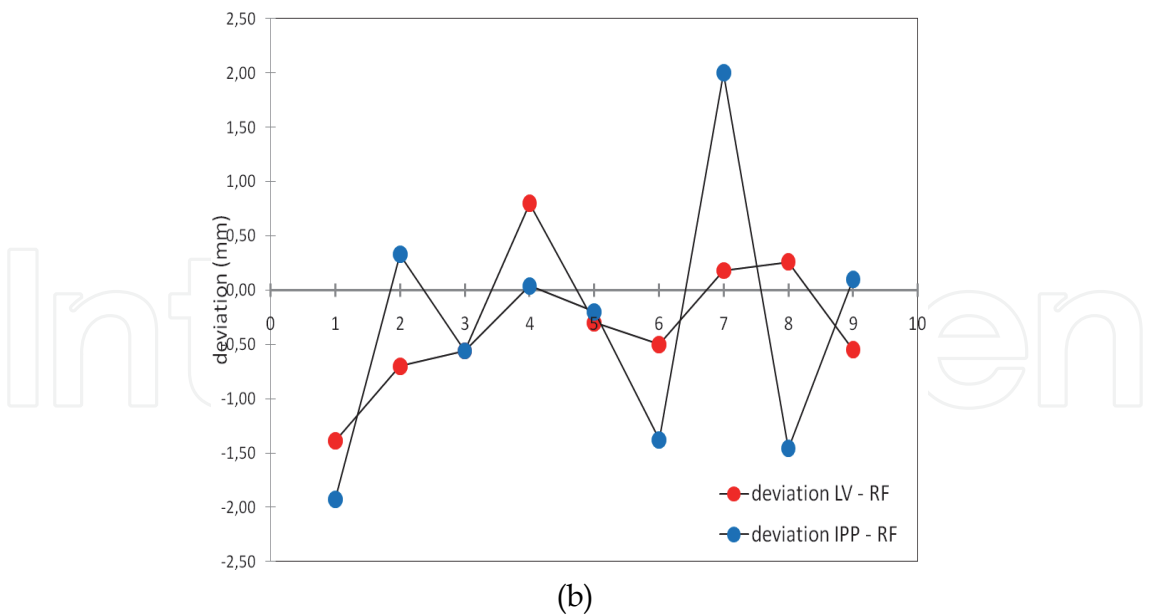 2,50
2,00
1,50
1,00
0,50
0,00
-0,50
-1,00
-1,50
-2,00
-2,50
deviation (mm)
0 1 2 3 4 5 6 7 8 9 10
deviation LV - RF
deviation IPP - RF
(b)
Inten